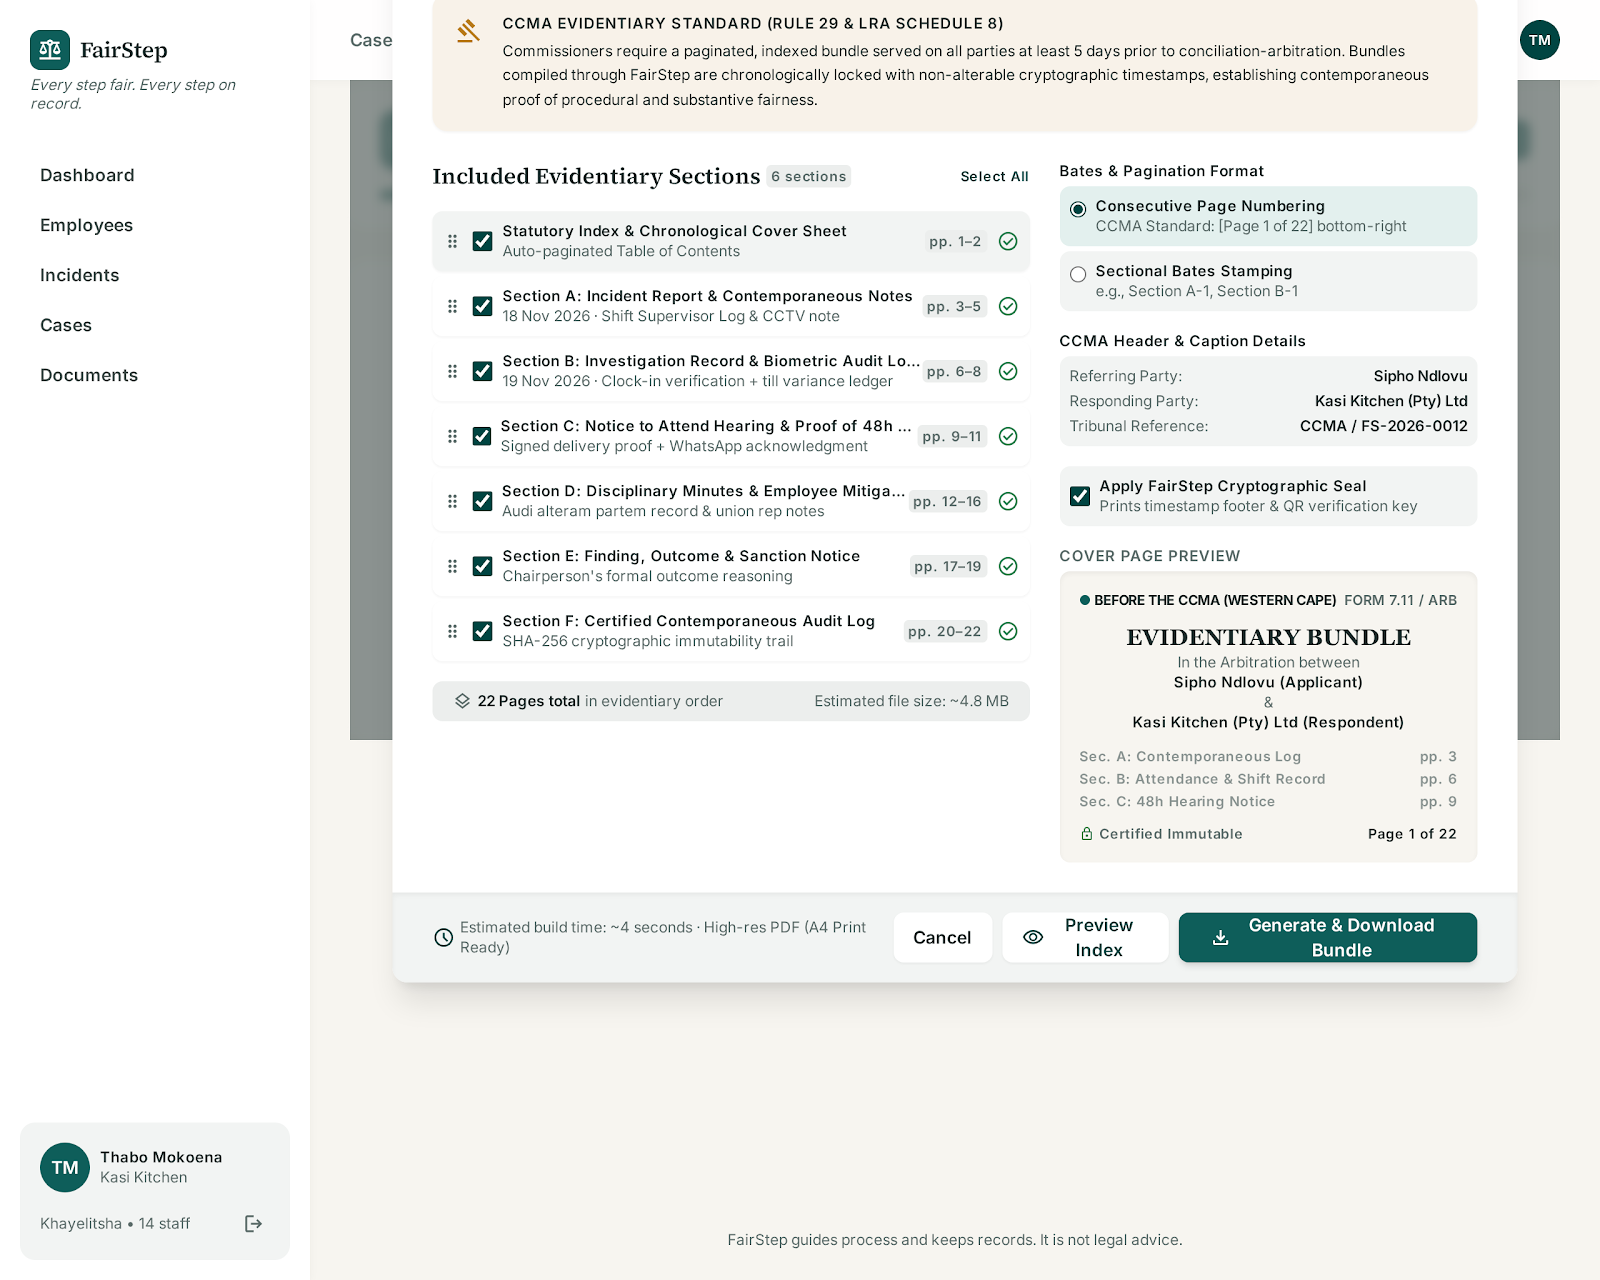 FairStep
Every step fair. Every step on
record.
Dashboard
Employees
Incidents
Cases
Documents
Thabo Mokoena
Kasi Kitchen
TM
Khayelitsha • 14 staff
Case
TM
CCMA EVIDENTIARY STANDARD (RULE 29 & LRA SCHEDULE 8)
Commissioners require a paginated, indexed bundle served on all parties at least 5 days prior to conciliation-arbitration. Bundles
compiled through FairStep are chronologically locked with non-alterable cryptographic timestamps, establishing contemporaneous
proof of procedural and substantive fairness.
Included Evidentiary Sections 6 sections Select All
Statutory Index & Chronological Cover Sheet
Auto-paginated Table of Contents
pp. 1–2
Section A: Incident Report & Contemporaneous Notes
18 Nov 2026 · Shift Supervisor Log & CCTV note
pp. 3–5
Section B: Investigation Record & Biometric Audit Lo...
19 Nov 2026 · Clock-in verification + till variance ledger
pp. 6–8
Section C: Notice to Attend Hearing & Proof of 48h ...
Signed delivery proof + WhatsApp acknowledgment
pp. 9–11
Section D: Disciplinary Minutes & Employee Mitiga...
Audi alteram partem record & union rep notes
pp. 12–16
Section E: Finding, Outcome & Sanction Notice
Chairperson's formal outcome reasoning
pp. 17–19
Section F: Certified Contemporaneous Audit Log
SHA-256 cryptographic immutability trail
pp. 20–22
22 Pages total in evidentiary order Estimated file size: ~4.8 MB
Bates & Pagination Format
Consecutive Page Numbering
CCMA Standard: [Page 1 of 22] bottom-right
Sectional Bates Stamping
e.g., Section A-1, Section B-1
CCMA Header & Caption Details
Referring Party: Sipho Ndlovu
Responding Party: Kasi Kitchen (Pty) Ltd
Tribunal Reference: CCMA / FS-2026-0012
Apply FairStep Cryptographic Seal
Prints timestamp footer & QR verification key
COVER PAGE PREVIEW
BEFORE THE CCMA (WESTERN CAPE) FORM 7.11 / ARB
EVIDENTIARY BUNDLE
In the Arbitration between
Sipho Ndlovu (Applicant)
&
Kasi Kitchen (Pty) Ltd (Respondent)
Sec. A: Contemporaneous Log pp. 3
Sec. B: Attendance & Shift Record pp. 6
Sec. C: 48h Hearing Notice pp. 9
Certified Immutable Page 1 of 22
Estimated build time: ~4 seconds · High-res PDF (A4 Print
Ready)
Cancel
Preview
Index
Generate & Download
Bundle
FairStep guides process and keeps records. It is not legal advice.